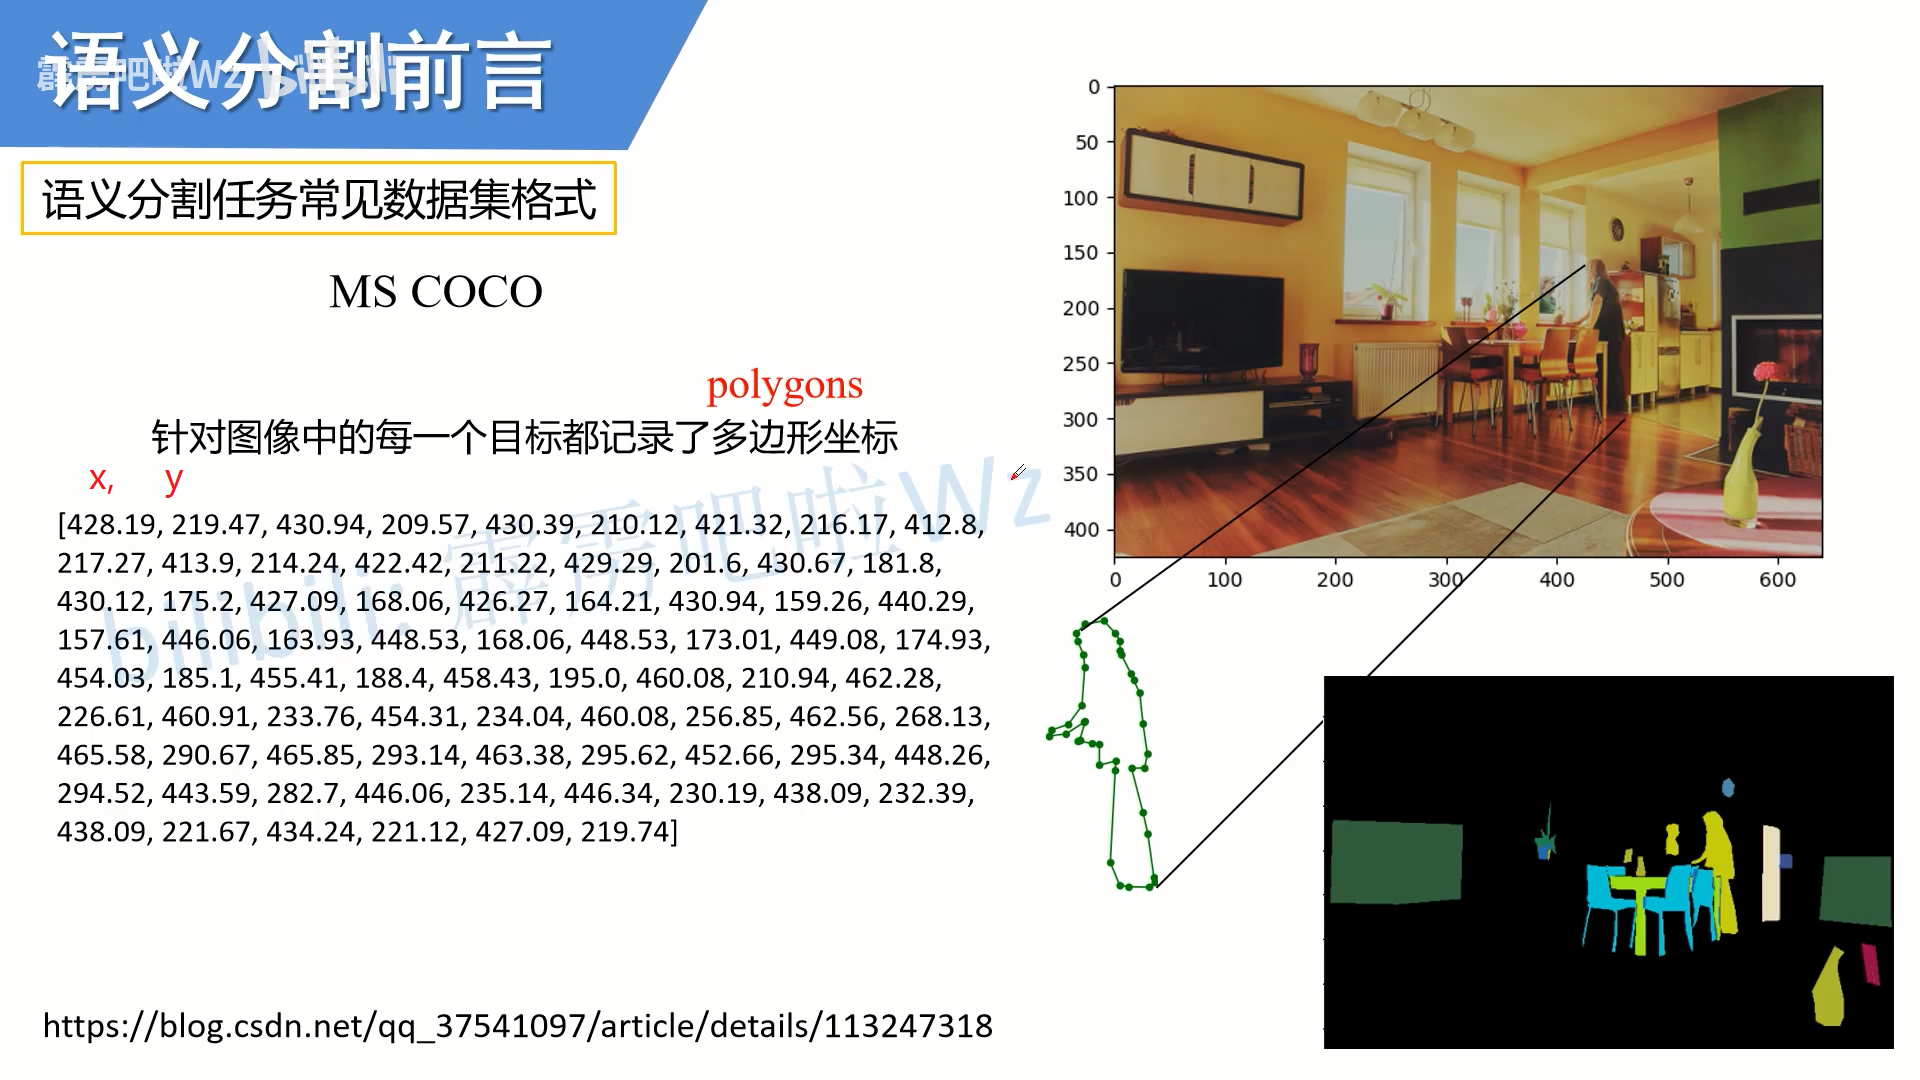 语义分割前言
霹雳吧啦Wz bilibili
语义分割任务常见数据集格式
MS COCO
polygons
针对图像中的每一个目标都记录了多边形坐标
x, y
[428.19, 219.47, 430.94, 209.57, 430.39, 210.12, 421.32, 216.17, 412.8,
217.27, 413.9, 214.24, 422.42, 211.22, 429.29, 201.6, 430.67, 181.8,
430.12, 175.2, 427.09, 168.06, 426.27, 164.21, 430.94, 159.26, 440.29,
157.61, 446.06, 163.93, 448.53, 168.06, 448.53, 173.01, 449.08, 174.93,
454.03, 185.1, 455.41, 188.4, 458.43, 195.0, 460.08, 210.94, 462.28,
226.61, 460.91, 233.76, 454.31, 234.04, 460.08, 256.85, 462.56, 268.13,
465.58, 290.67, 465.85, 293.14, 463.38, 295.62, 452.66, 295.34, 448.26,
294.52, 443.59, 282.7, 446.06, 235.14, 446.34, 230.19, 438.09, 232.39,
438.09, 221.67, 434.24, 221.12, 427.09, 219.74]
bilibili: 霹雳吧啦Wz
https://blog.csdn.net/qq_37541097/article/details/113247318
0
50
100
150
200
250
300
350
400
0 100 200 300 400 500 600